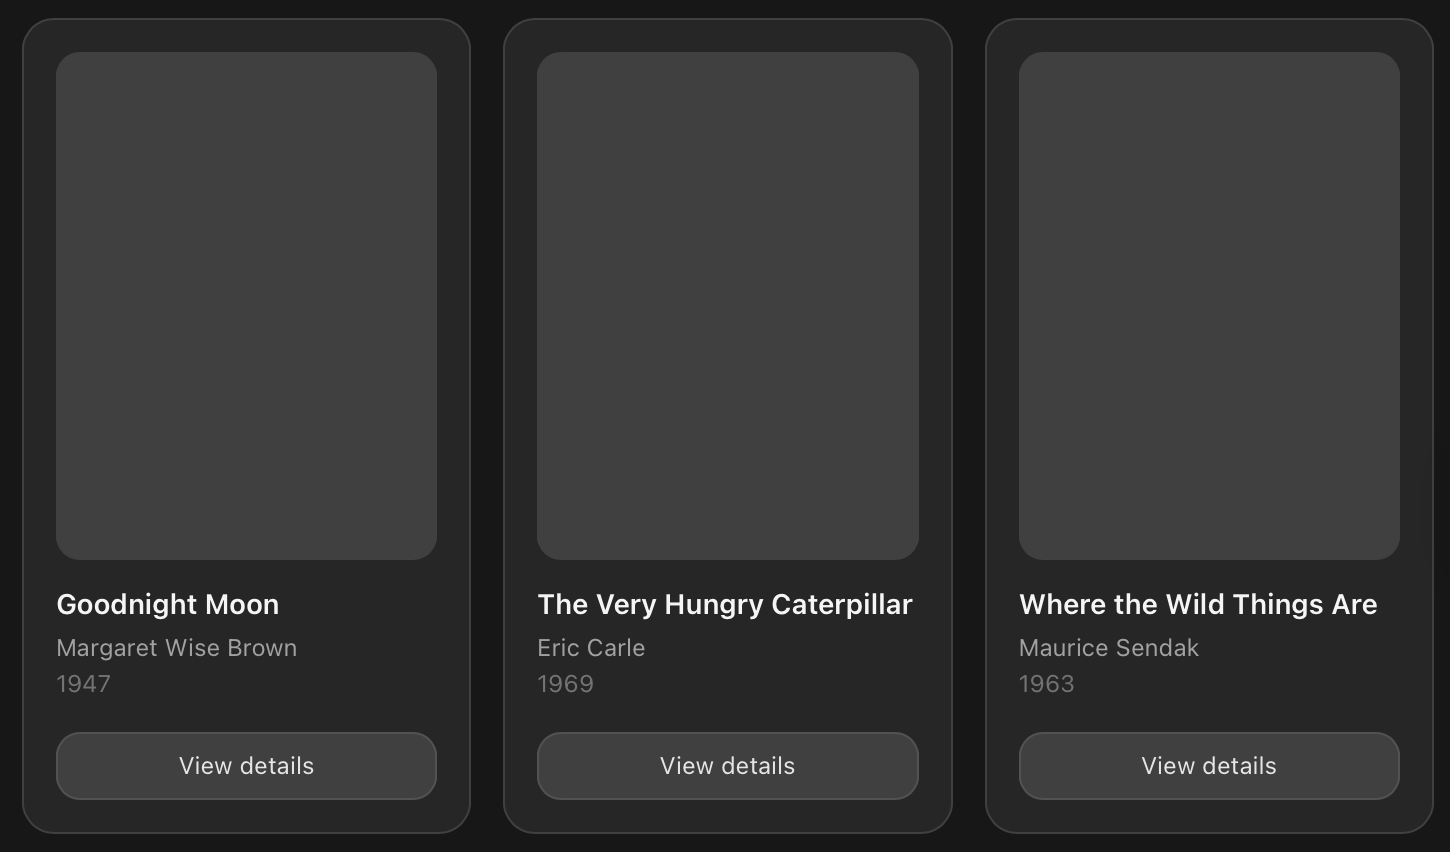 Goodnight Moon
Margaret Wise Brown
1947
View details
The Very Hungry Caterpillar
Eric Carle
1969
View details
Where the Wild Things Are
Maurice Sendak
1963
View details